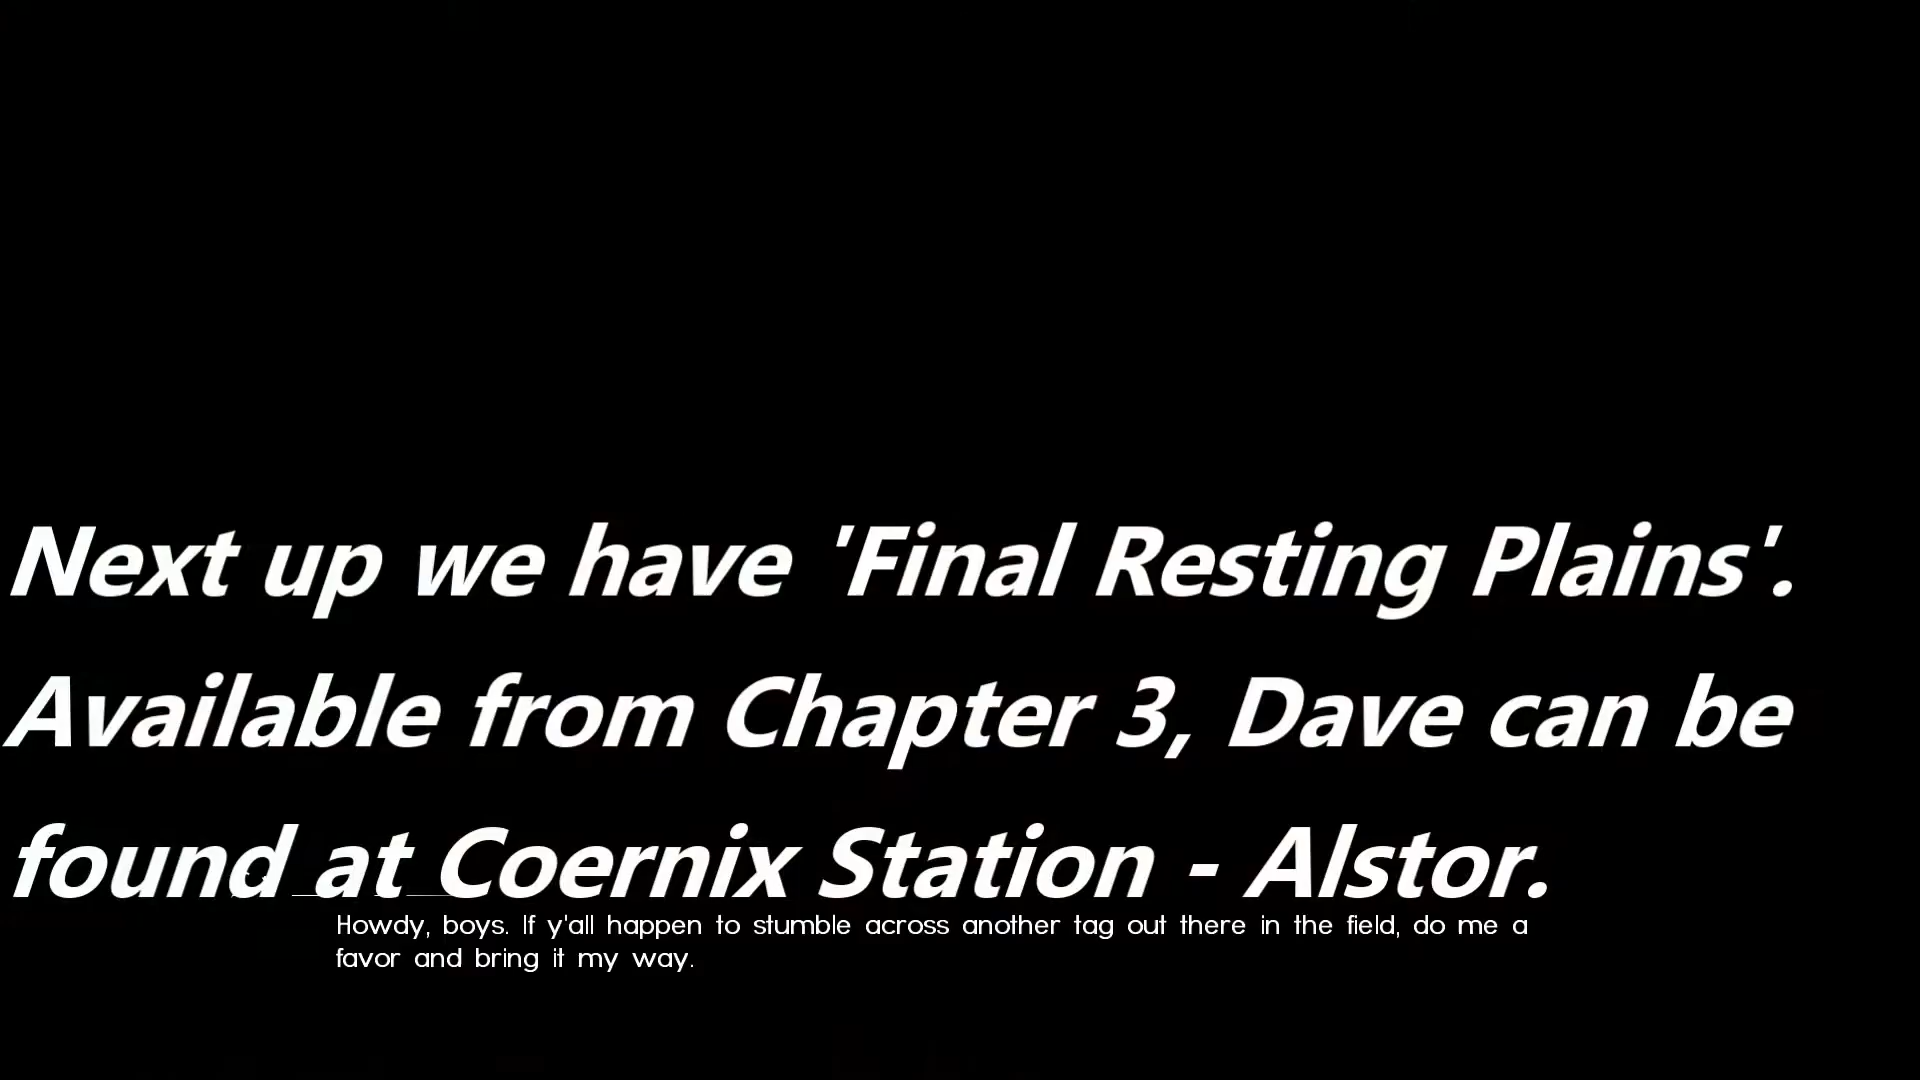 Next up we have 'Final Resting Plains'.
Available from Chapter 3, Dave can be
found at Coernix Station - Alstor.
Howdy, boys. If y'all happen to stumble across another tag out there in the field, do me a
favor and bring it my way.